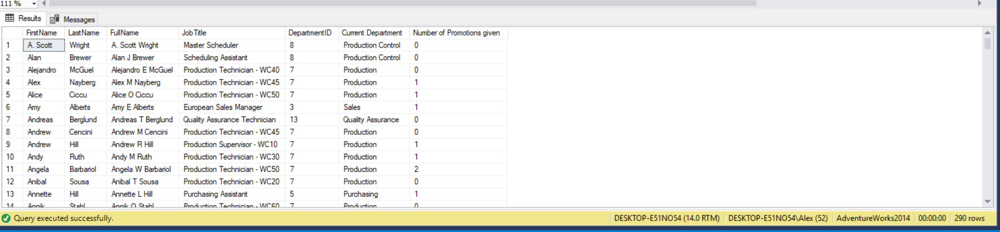 111 %
Results Messages
FirstName LastName FullName JobTitle DepartmentID Current Department Number of Promotions given
1 A. Scott Wright A. Scott Wright Master Scheduler 8 Production Control 0
2 Alan Brewer Alan J Brewer Scheduling Assistant 8 Production Control 0
3 Alejandro McGuel Alejandro E McGuel Production Technician - WC40 7 Production 0
4 Alex Nayberg Alex M Nayberg Production Technician - WC45 7 Production 1
5 Alice Ciccu Alice O Ciccu Production Technician - WC50 7 Production 1
6 Amy Alberts Amy E Alberts European Sales Manager 3 Sales 1
7 Andreas Berglund Andreas T Berglund Quality Assurance Technician 13 Quality Assurance 0
8 Andrew Cencini Andrew M Cencini Production Technician - WC45 7 Production 0
9 Andrew Hill Andrew R Hill Production Supervisor - WC10 7 Production 1
10 Andy Ruth Andy M Ruth Production Technician - WC30 7 Production 1
11 Angela Barbariol Angela W Barbariol Production Technician - WC50 7 Production 2
12 Anibal Sousa Anibal T Sousa Production Technician - WC20 7 Production 0
13 Annette Hill Annette L Hill Purchasing Assistant 5 Purchasing 1
14 Annik Stahl Annik O Stahl Production Technician - WC60 7 Production 0
Query executed successfully. DESKTOP-E51NO54 (14.0 RTM) DESKTOP-E51NO54\Alex (52) AdventureWorks2014 00:00:00 290 rows